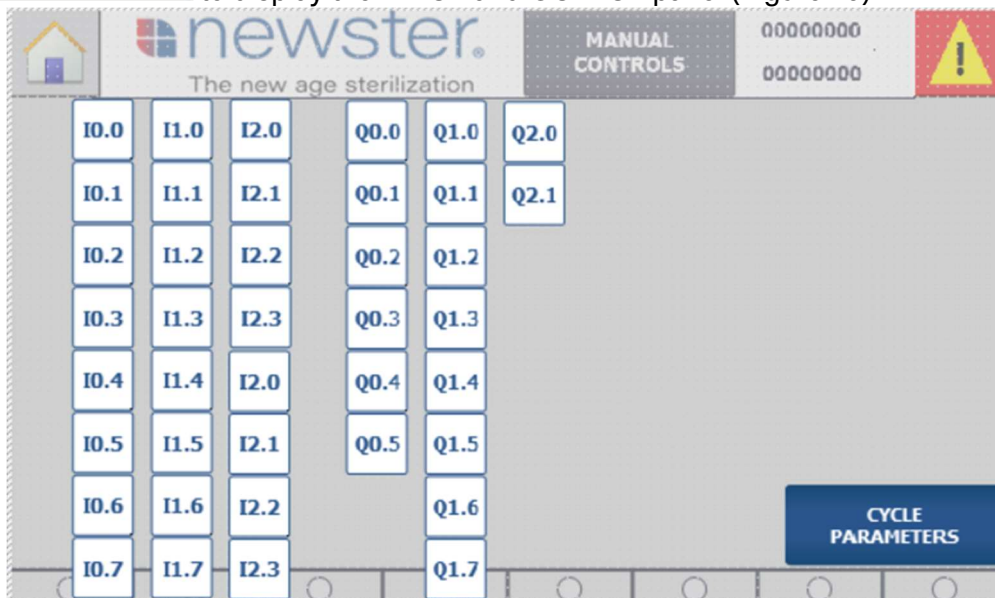 newster®
The new age sterilization
MANUAL
CONTROLS
00000000
00000000
I0.0 I1.0 I2.0 Q0.0 Q1.0 Q2.0
I0.1 I1.1 I2.1 Q0.1 Q1.1 Q2.1
I0.2 I1.2 I2.2 Q0.2 Q1.2
I0.3 I1.3 I2.3 Q0.3 Q1.3
I0.4 I1.4 I2.0 Q0.4 Q1.4
I0.5 I1.5 I2.1 Q0.5 Q1.5
I0.6 I1.6 I2.2 Q1.6
I0.7 I1.7 I2.3 Q1.7
CYCLE
PARAMETERS